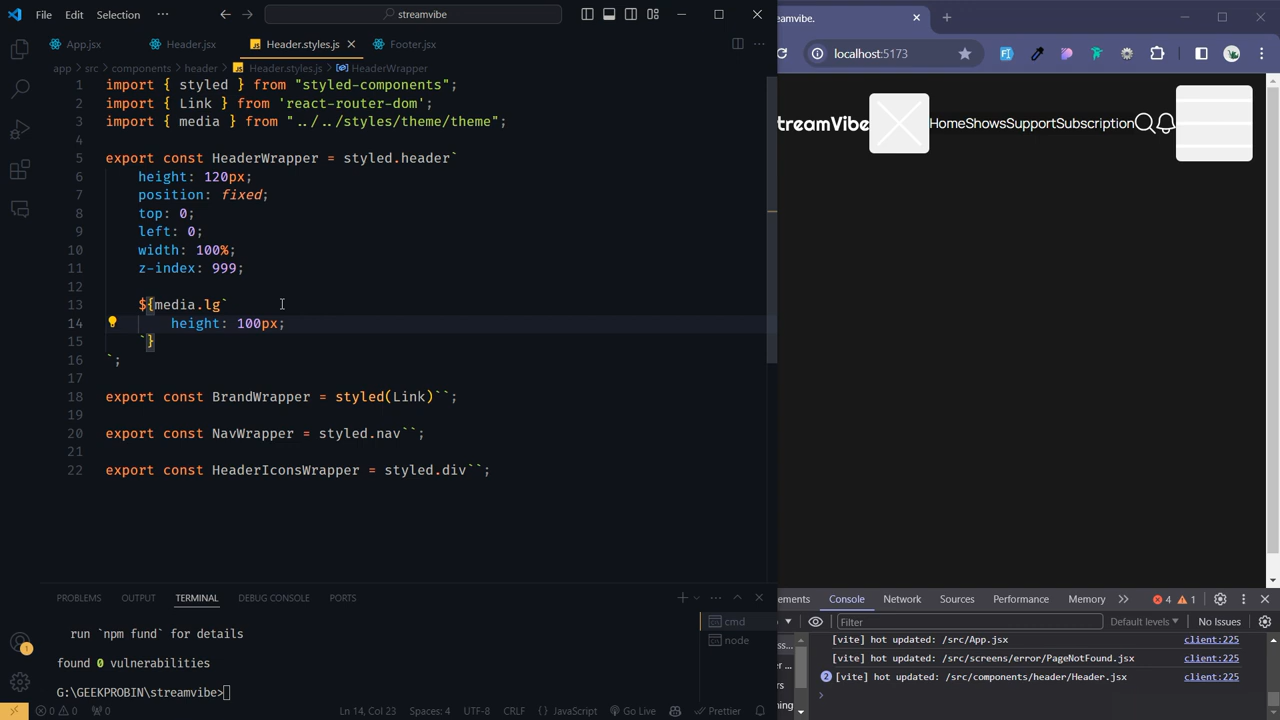 File Edit Selection ··· streamvibe
App.jsx Header.jsx Header.styles.js Footer.jsx
app > src > components > header > Header.styles.js > HeaderWrapper
1 import { styled } from "styled-components";
2 import { Link } from 'react-router-dom';
3 import { media } from "../../styles/theme/theme";
4
5 export const HeaderWrapper = styled.header`
6 height: 120px;
7 position: fixed;
8 top: 0;
9 left: 0;
10 width: 100%;
11 z-index: 999;
12
13 ${media.lg`
14 height: 100px;
15 `}
16 `;
17
18 export const BrandWrapper = styled(Link)``;
19
20 export const NavWrapper = styled.nav``;
21
22 export const HeaderIconsWrapper = styled.div``;
PROBLEMS OUTPUT TERMINAL DEBUG CONSOLE PORTS
run `npm fund` for details
found 0 vulnerabilities
G:\GEEKPROBIN\streamvibe>
cmd
node
0 0 0 Ln 14, Col 23 Spaces: 4 UTF-8 CRLF {} JavaScript Go Live Prettier
eamvibe.
localhost:5173
treamVibe HomeShowsSupportSubscription
ements Console Network Sources Performance Memory 4 1
Filter Default levels No Issues
[vite] hot updated: /src/App.jsx client:225
[vite] hot updated: /src/screens/error/PageNotFound.jsx client:225
2 [vite] hot updated: /src/components/header/Header.jsx client:225